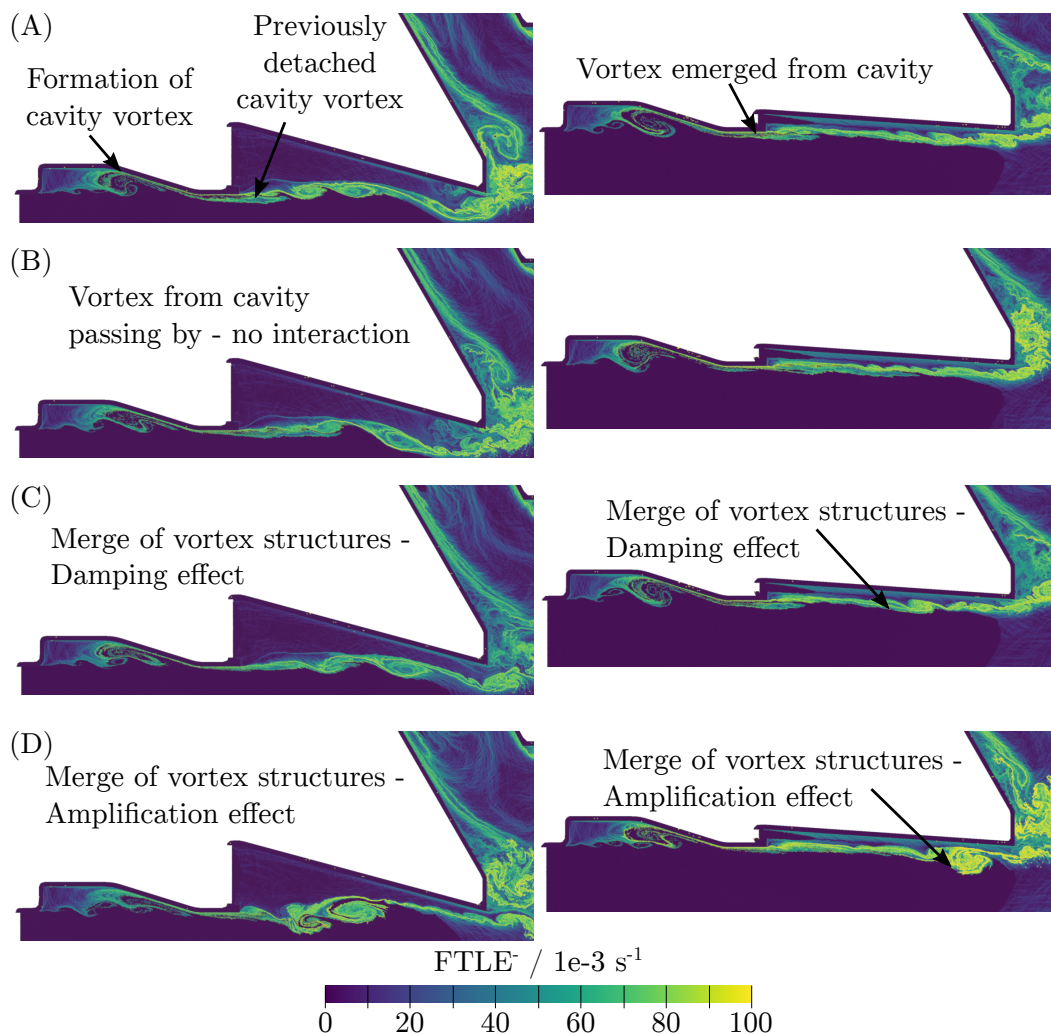 (A)
Formation of
cavity vortex
Previously
detached
cavity vortex
Vortex emerged from cavity
(B)
Vortex from cavity
passing by - no interaction
(C)
Merge of vortex structures -
Damping effect
Merge of vortex structures -
Damping effect
(D)
Merge of vortex structures -
Amplification effect
Merge of vortex structures -
Amplification effect
FTLE⁻ / 1e-3 s⁻¹
0 20 40 60 80 100